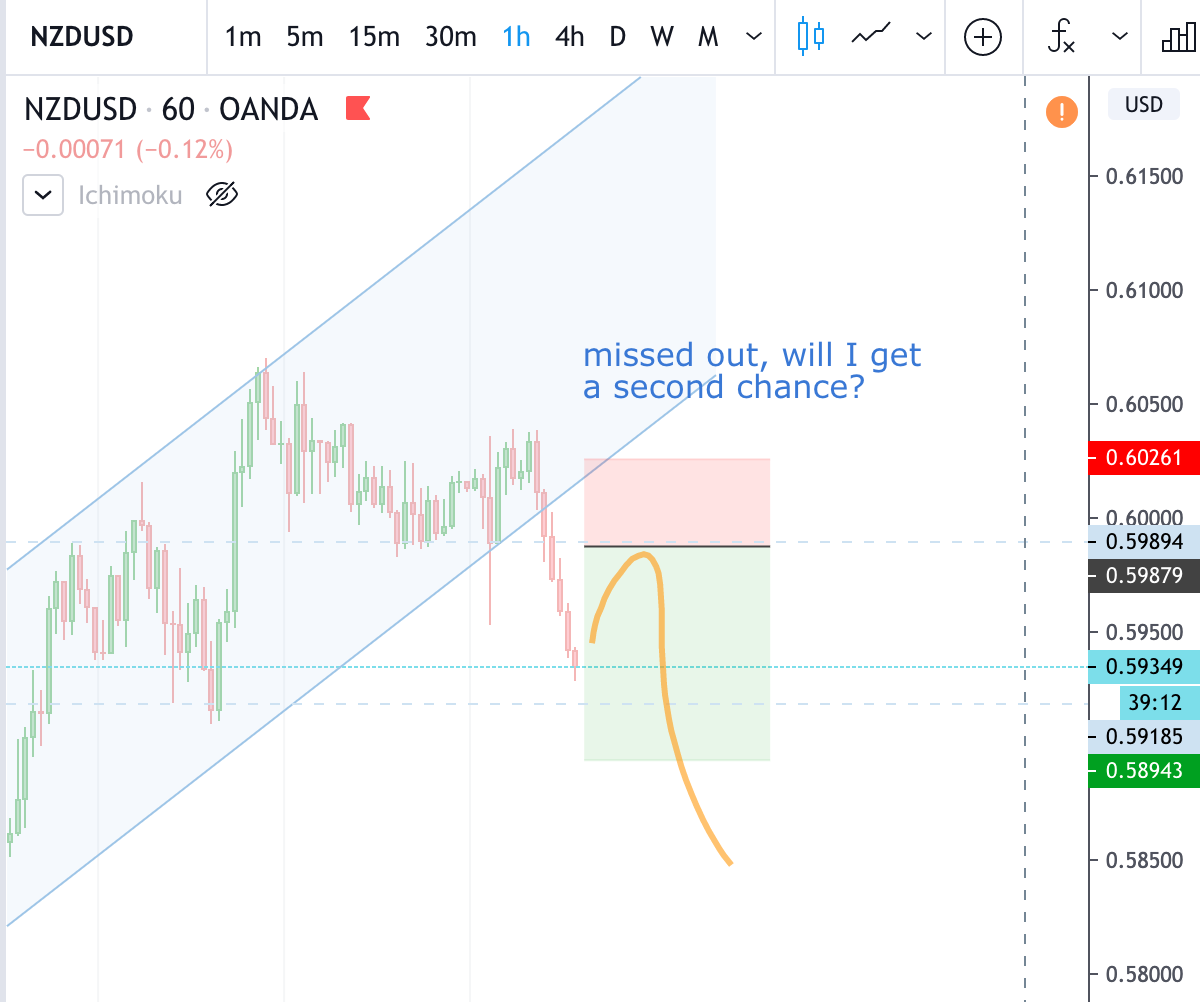 NZDUSD 1m 5m 15m 30m 1h 4h D W M fx
NZDUSD · 60 · OANDA
−0.00071 (−0.12%)
Ichimoku
missed out, will I get
a second chance?
!
USD
0.61500
0.61000
0.60500
0.60261
0.60000
0.59894
0.59879
0.59500
0.59349
39:12
0.59185
0.58943
0.58500
0.58000